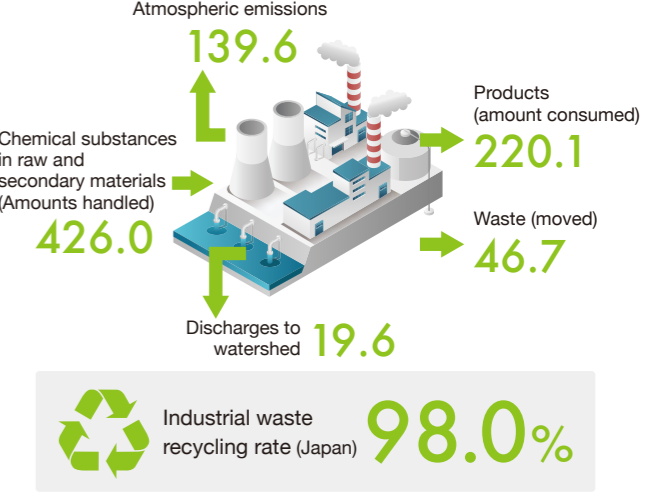 Atmospheric emissions
139.6
Products
(amount consumed)
220.1
Chemical substances
in raw and
secondary materials
(Amounts handled)
426.0
Waste (moved)
46.7
Discharges to
watershed
19.6
Industrial waste
recycling rate (Japan)
98.0%